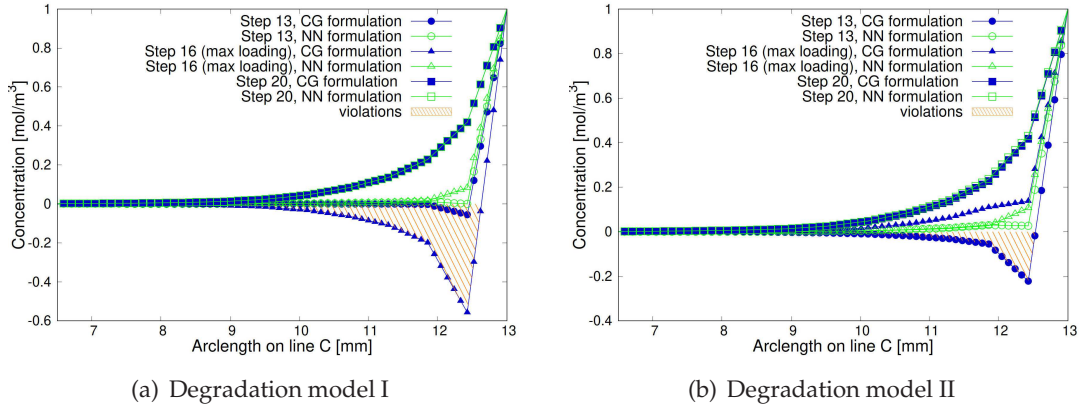 Step 13, CG formulation
Step 13, NN formulation
Step 16 (max loading), CG formulation
Step 16 (max loading), NN formulation
Step 20, CG formulation
Step 20, NN formulation
violations
1
0.8
0.6
0.4
0.2
0
-0.2
-0.4
-0.6
Concentration [mol/m³]
7 8 9 10 11 12 13
Arclength on line C [mm]
(a) Degradation model I
Step 13, CG formulation
Step 13, NN formulation
Step 16 (max loading), CG formulation
Step 16 (max loading), NN formulation
Step 20, CG formulation
Step 20, NN formulation
violations
1
0.8
0.6
0.4
0.2
0
-0.2
-0.4
Concentration [mol/m³]
7 8 9 10 11 12 13
Arclength on line C [mm]
(b) Degradation model II